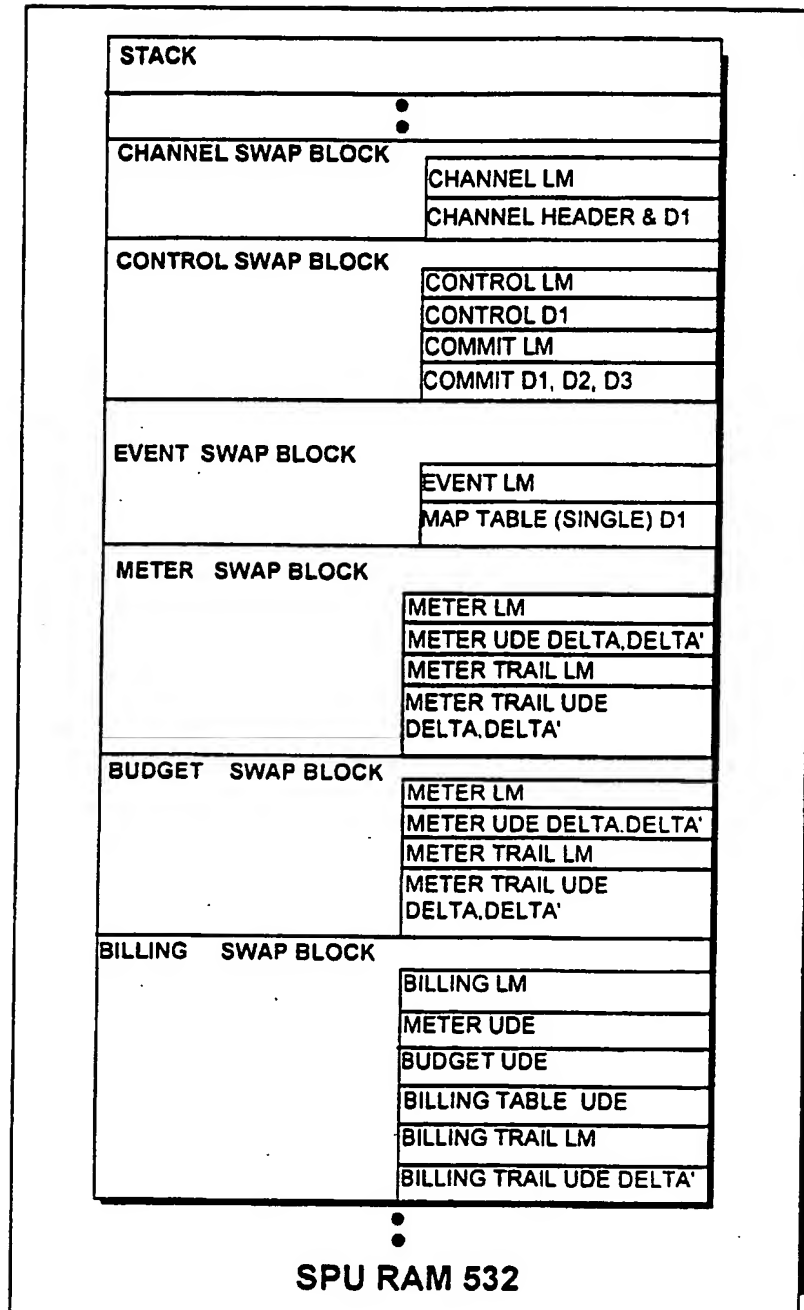 STACK
CHANNEL SWAP BLOCK
CHANNEL LM
CHANNEL HEADER & D1
CONTROL SWAP BLOCK
CONTROL LM
CONTROL D1
COMMIT LM
COMMIT D1, D2, D3
EVENT SWAP BLOCK
EVENT LM
MAP TABLE (SINGLE) D1
METER SWAP BLOCK
METER LM
METER UDE DELTA,DELTA'
METER TRAIL LM
METER TRAIL UDE
DELTA,DELTA'
BUDGET SWAP BLOCK
METER LM
METER UDE DELTA.DELTA'
METER TRAIL LM
METER TRAIL UDE
DELTA,DELTA'
BILLING SWAP BLOCK
BILLING LM
METER UDE
BUDGET UDE
BILLING TABLE UDE
BILLING TRAIL LM
BILLING TRAIL UDE DELTA'
SPU RAM 532